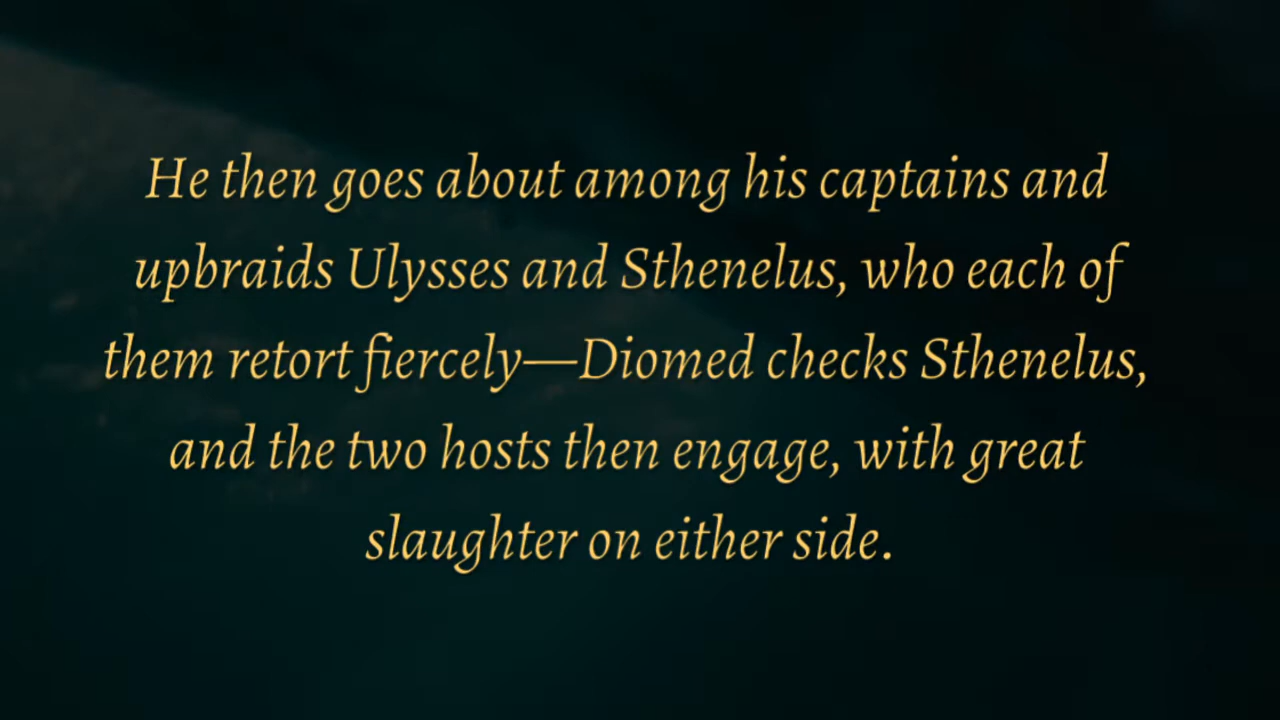 He then goes about among his captains and
upbraids Ulysses and Sthenelus, who each of
them retort fiercely—Diomed checks Sthenelus,
and the two hosts then engage, with great
slaughter on either side.